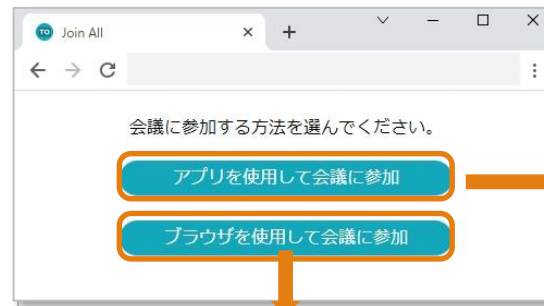 TO Join All
会議に参加する方法を選んでください。
アプリを使用して会議に参加
ブラウザを使用して会議に参加